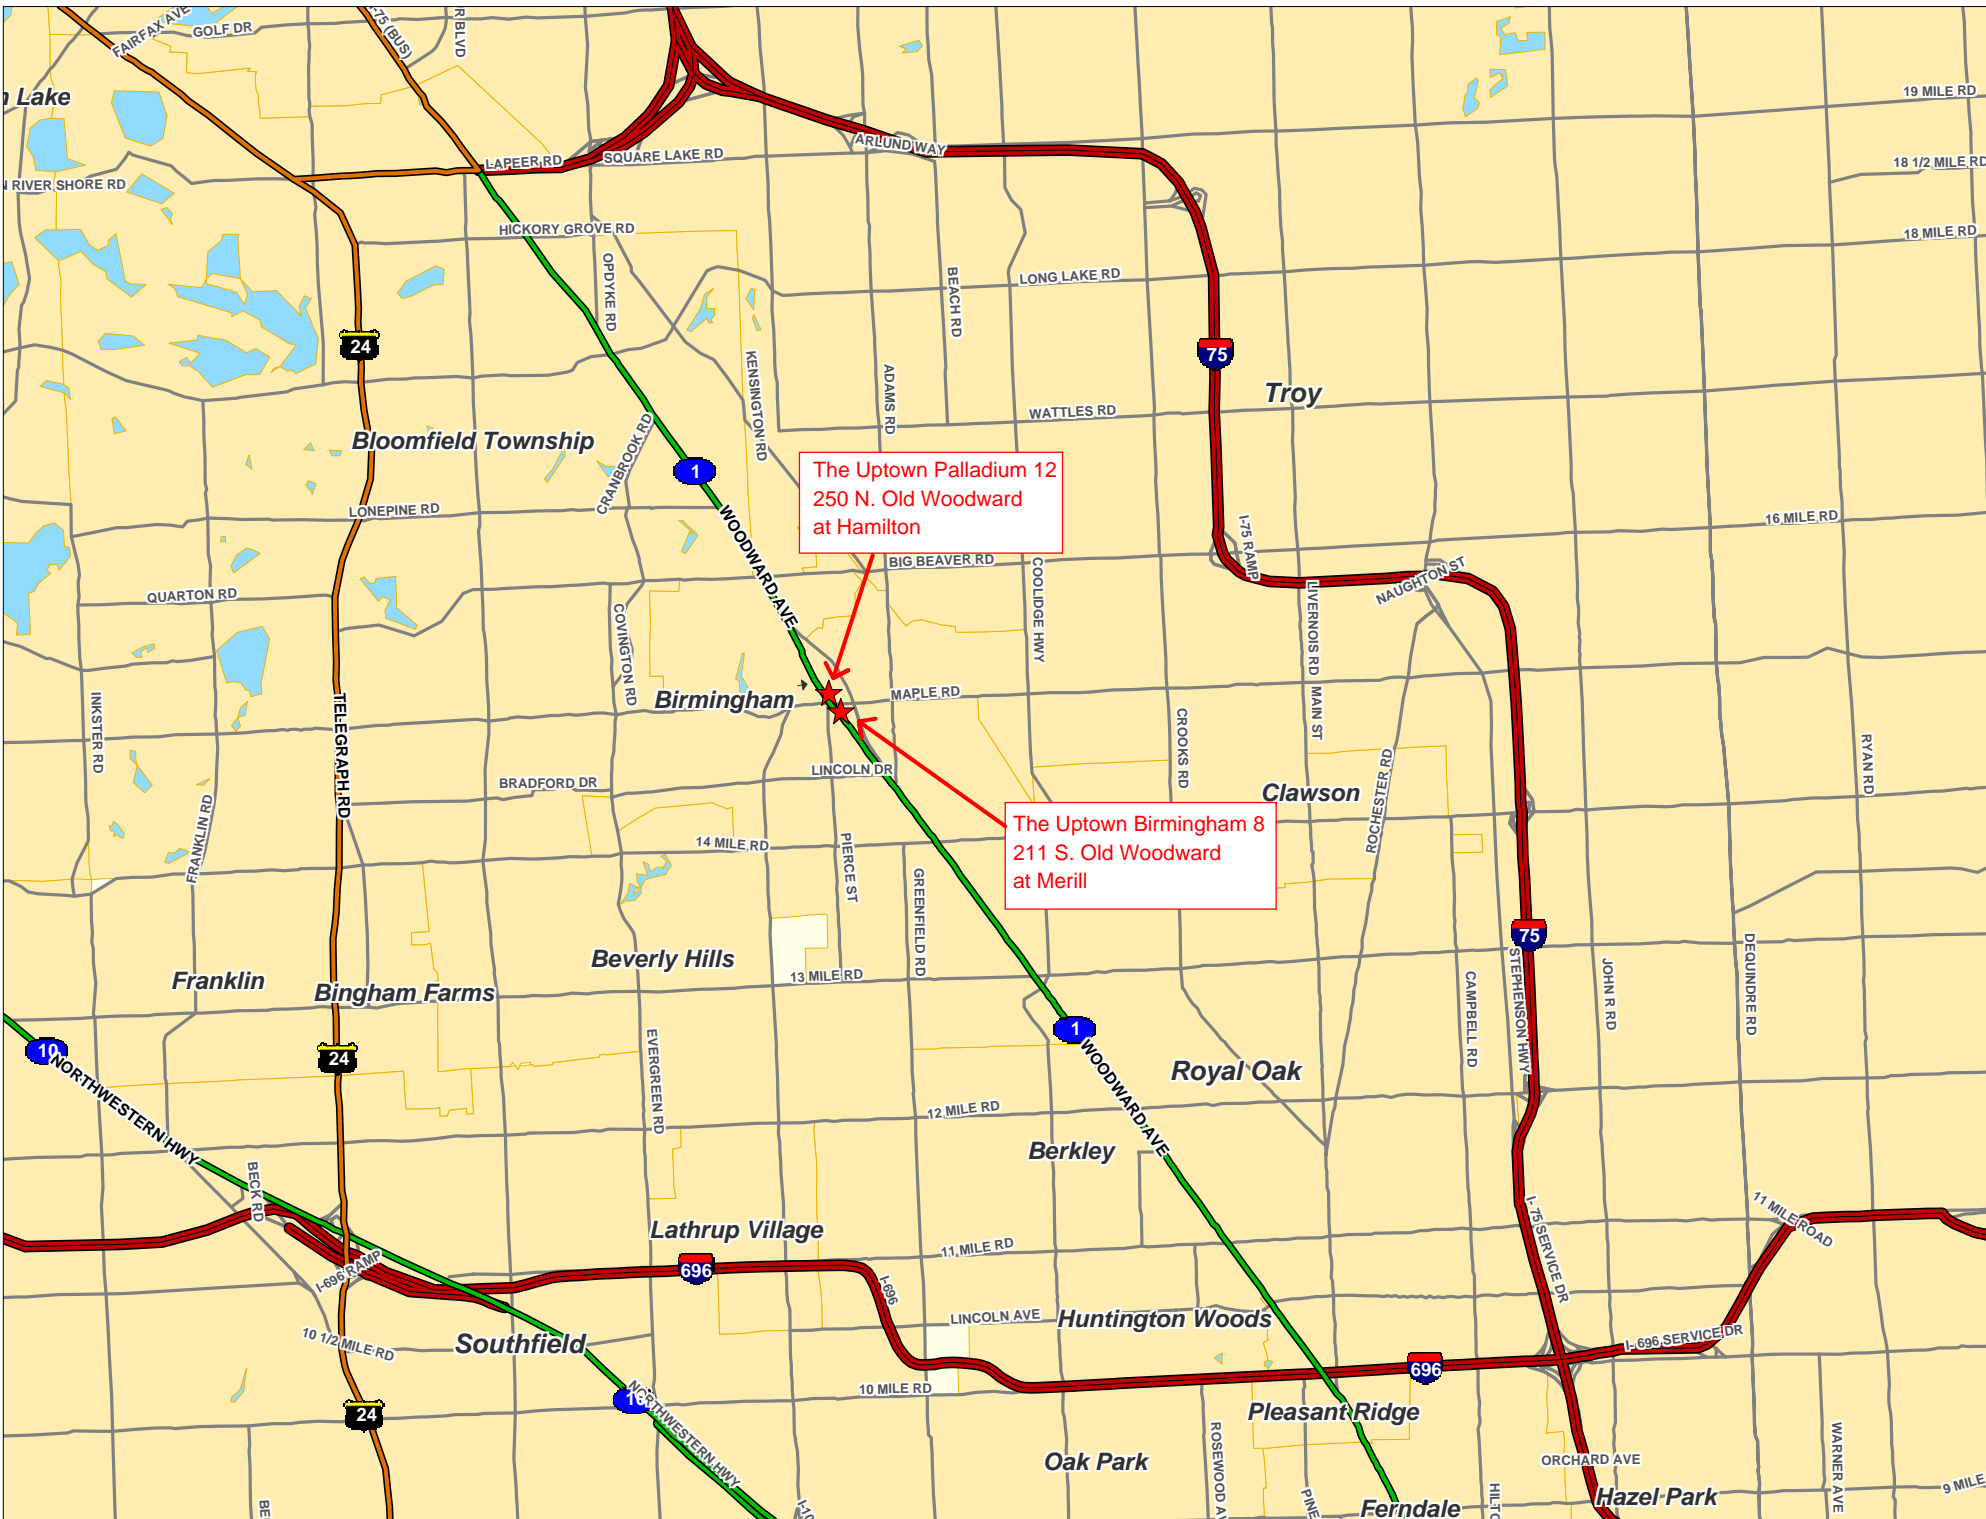 FAIRFAX AVE
GOLF DR
I-75 (BUS)
R BLVD
n Lake
19 MILE RD
ARLUND WAY
LAPEER RD
SQUARE LAKE RD
18 1/2 MILE RD
N RIVER SHORE RD
HICKORY GROVE RD
18 MILE RD
OPDYKE RD
BEACH RD
LONG LAKE RD
24
75
KENSINGTON RD
ADAMS RD
Troy
WATTLES RD
Bloomfield Township
CRANBROOK RD
1
The Uptown Palladium 12
250 N. Old Woodward
at Hamilton
LONEPINE RD
WOODWARD AVE
16 MILE RD
I-75 RAMP
BIG BEAVER RD
COOLIDGE HWY
NAUGHTON ST
QUARTON RD
COVINGTON RD
LIVERNOIS RD
MAIN ST
INKSTER RD
TELEGRAPH RD
Birmingham
MAPLE RD
CROOKS RD
ROCHESTER RD
RYAN RD
LINCOLN DR
BRADFORD DR
Clawson
FRANKLIN RD
The Uptown Birmingham 8
211 S. Old Woodward
at Merill
14 MILE RD
PIERCE ST
GREENFIELD RD
75
STEPHENSON HWY
DEQUINDRE RD
Beverly Hills
13 MILE RD
CAMPBELL RD
JOHN R RD
Franklin
Bingham Farms
10
24
NORTHWESTERN HWY
EVERGREEN RD
1
WOODWARD AVE
Royal Oak
12 MILE RD
Berkley
BECK RD
Lathrup Village
11 MILE RD
I- 75 SERVICE DR
11 MILE ROAD
I-696 RAMP
696
I-696
LINCOLN AVE
Huntington Woods
10 1/2 MILE RD
Southfield
I- 696 SERVICE DR
696
10 MILE RD
24
10
NORTHWESTERN HWY
Pleasant Ridge
Oak Park
ROSEWOOD AV
ORCHARD AVE
WARNER AVE
9 MILE
BE
I-10
PINE
HILTO
Ferndale
Hazel Park